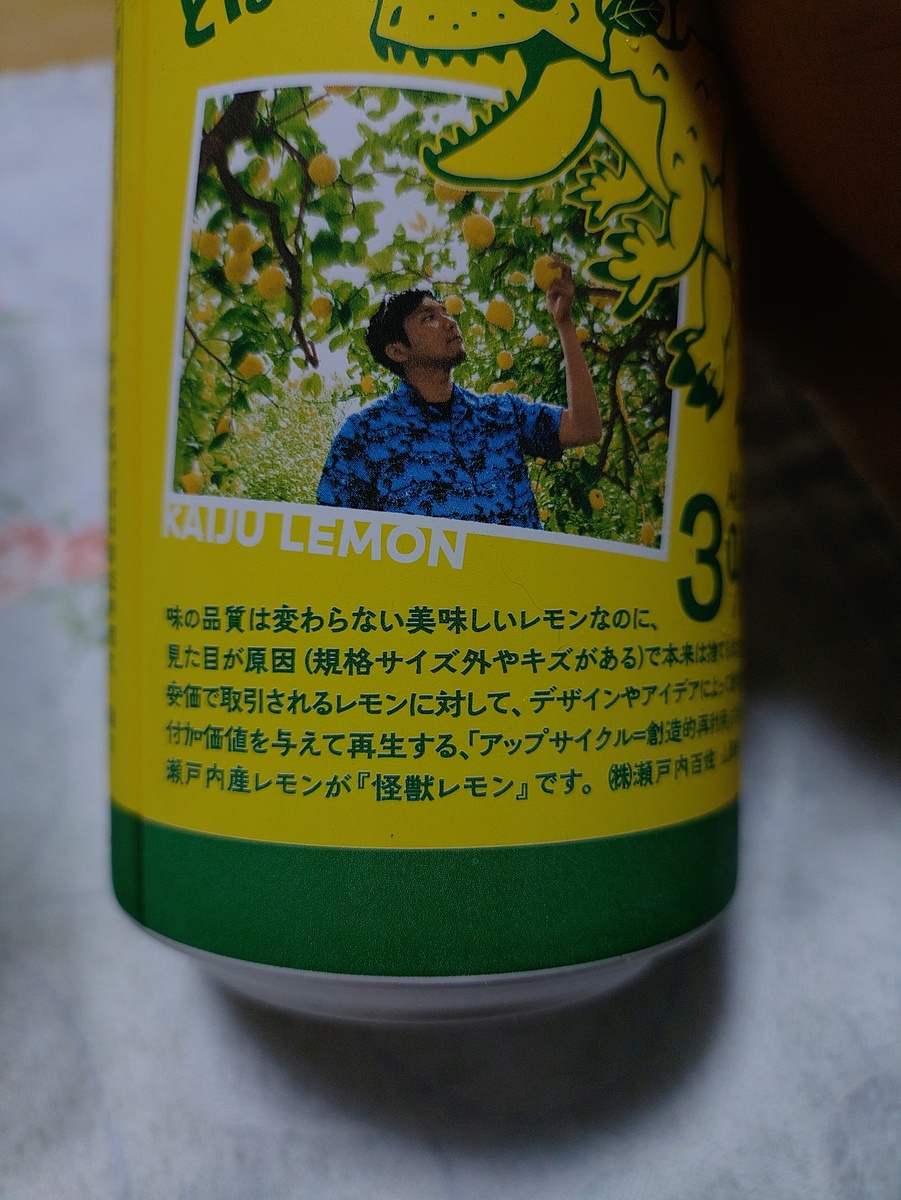 KAIJU LEMON
3
味の品質は変わらない美味しいレモンなのに、
見た目が原因(規格サイズ外やキズがある)で本来は捨て
安価で取引されるレモンに対して、デザインやアイデアによって
付加価値を与えて再生する、「アップサイクル=創造的再利用」
瀬戸内産レモンが『怪獣レモン』です。 ㈱瀬戸内百姓